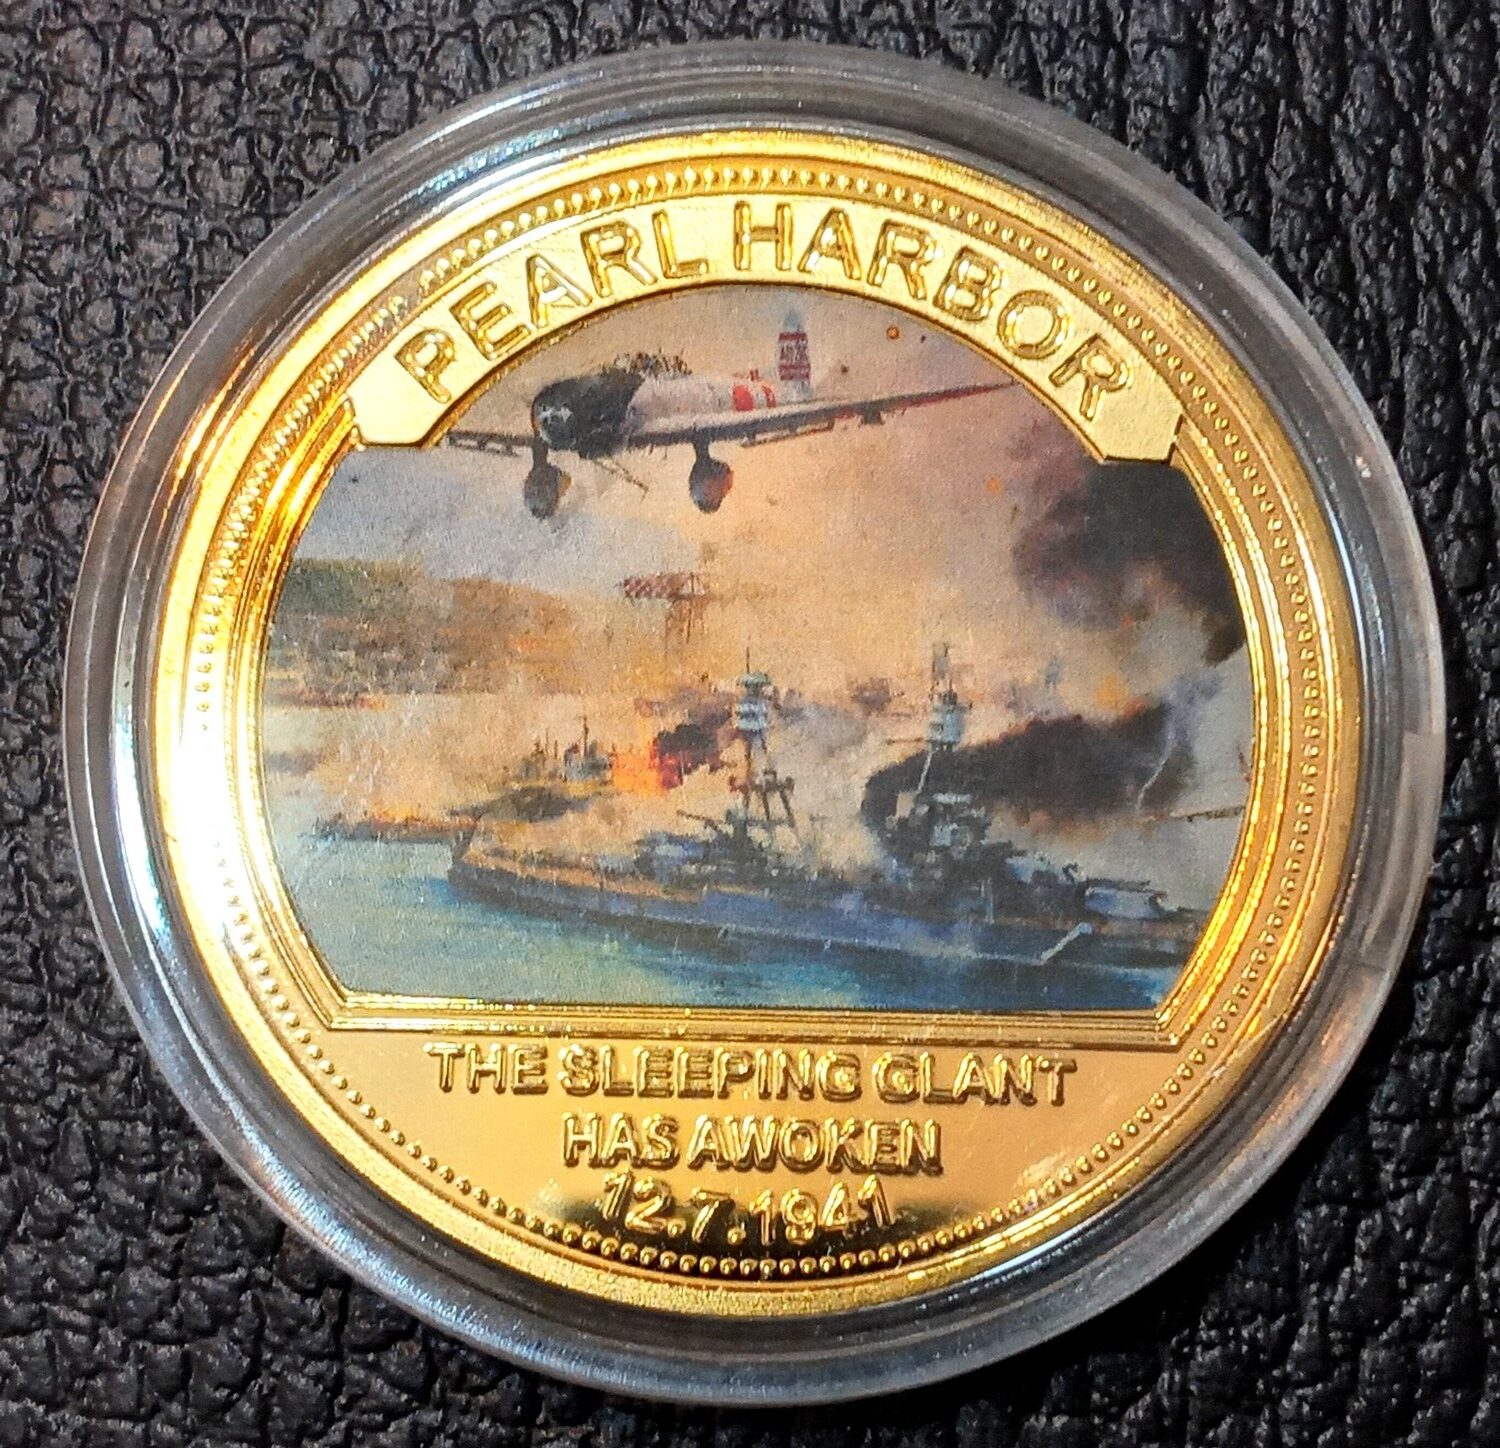 PEARL HARBOR
THE SLEEPING GLANT
HAS AWOKEN
12.7.1941